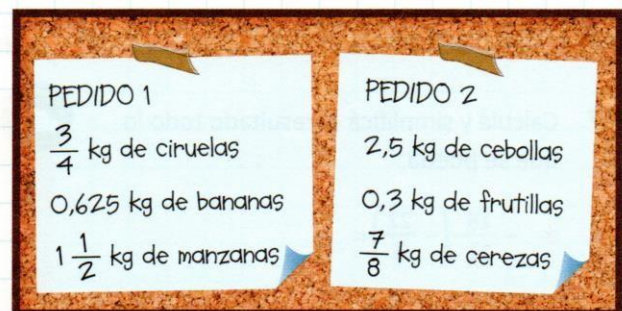 PEDIDO 1
3/4 kg de ciruelas
0,625 kg de bananas
1 1/2 kg de manzanas
PEDIDO 2
2,5 kg de cebollas
0,3 kg de frutillas
7/8 kg de cerezas